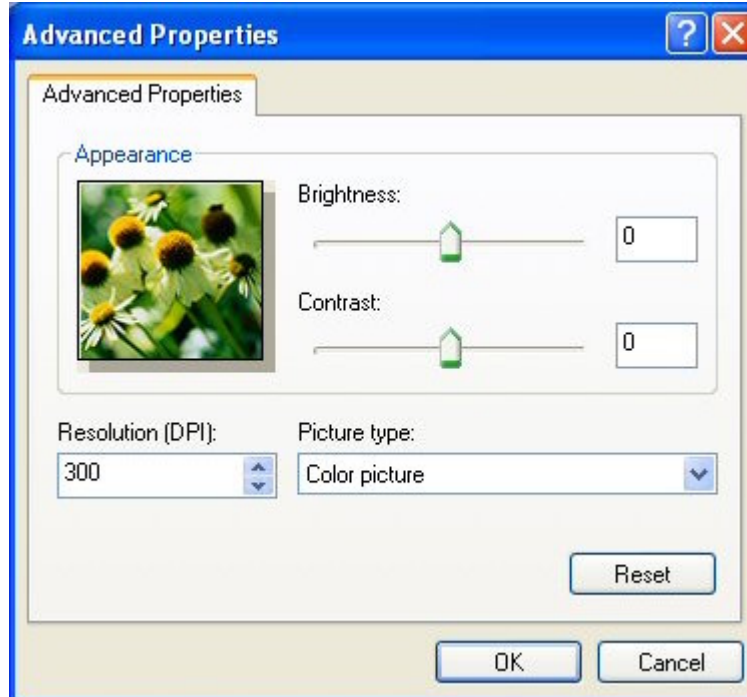 Advanced Properties
Advanced Properties
Appearance
Brightness:
0
Contrast:
0
Resolution (DPI):
300
Picture type:
Color picture
Reset
OK
Cancel